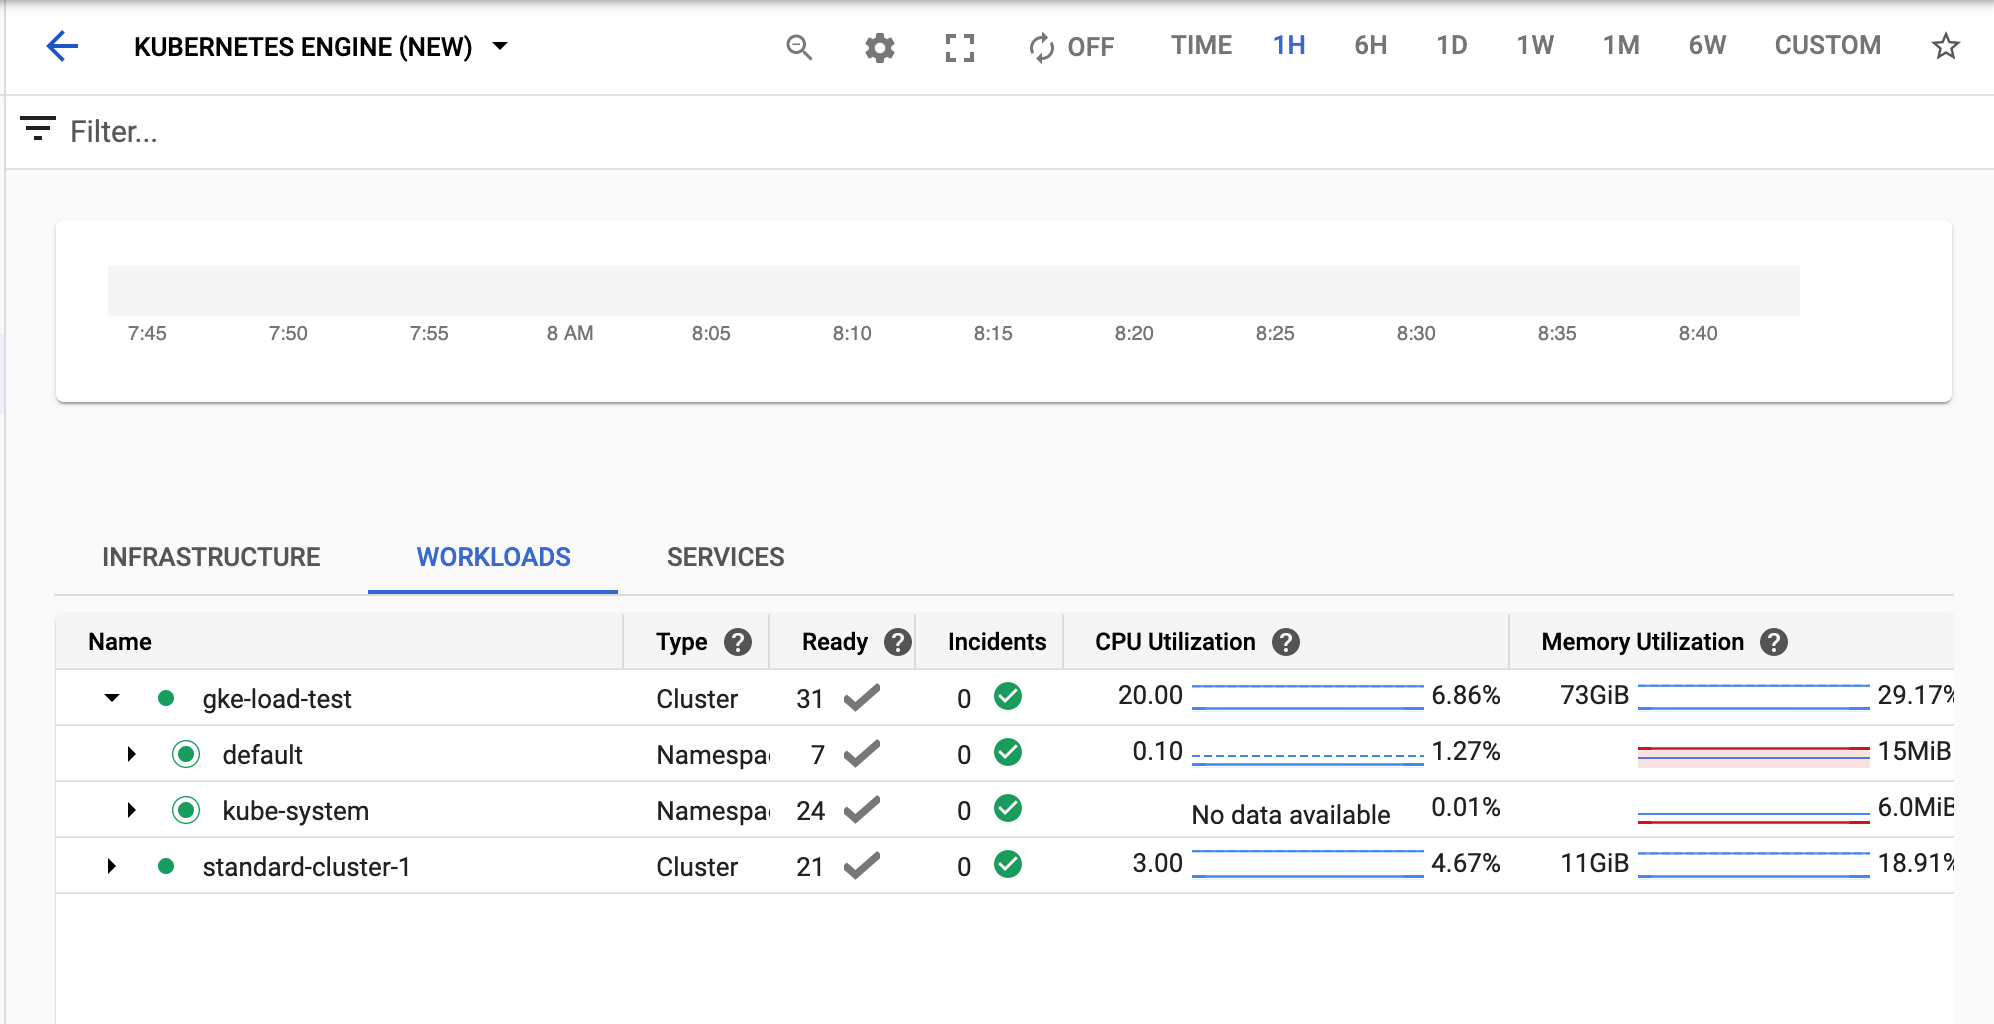 KUBERNETES ENGINE (NEW) OFF TIME 1H 6H 1D 1W 1M 6W CUSTOM
Filter...
7:45 7:50 7:55 8 AM 8:05 8:10 8:15 8:20 8:25 8:30 8:35 8:40
INFRASTRUCTURE WORKLOADS SERVICES
Name Type ? Ready ? Incidents CPU Utilization ? Memory Utilization ?
gke-load-test Cluster 31 0 20.00 6.86% 73GiB 29.17%
default Namespa 7 0 0.10 1.27% 15MiB
kube-system Namespa 24 0 No data available 0.01% 6.0MiB
standard-cluster-1 Cluster 21 0 3.00 4.67% 11GiB 18.91%